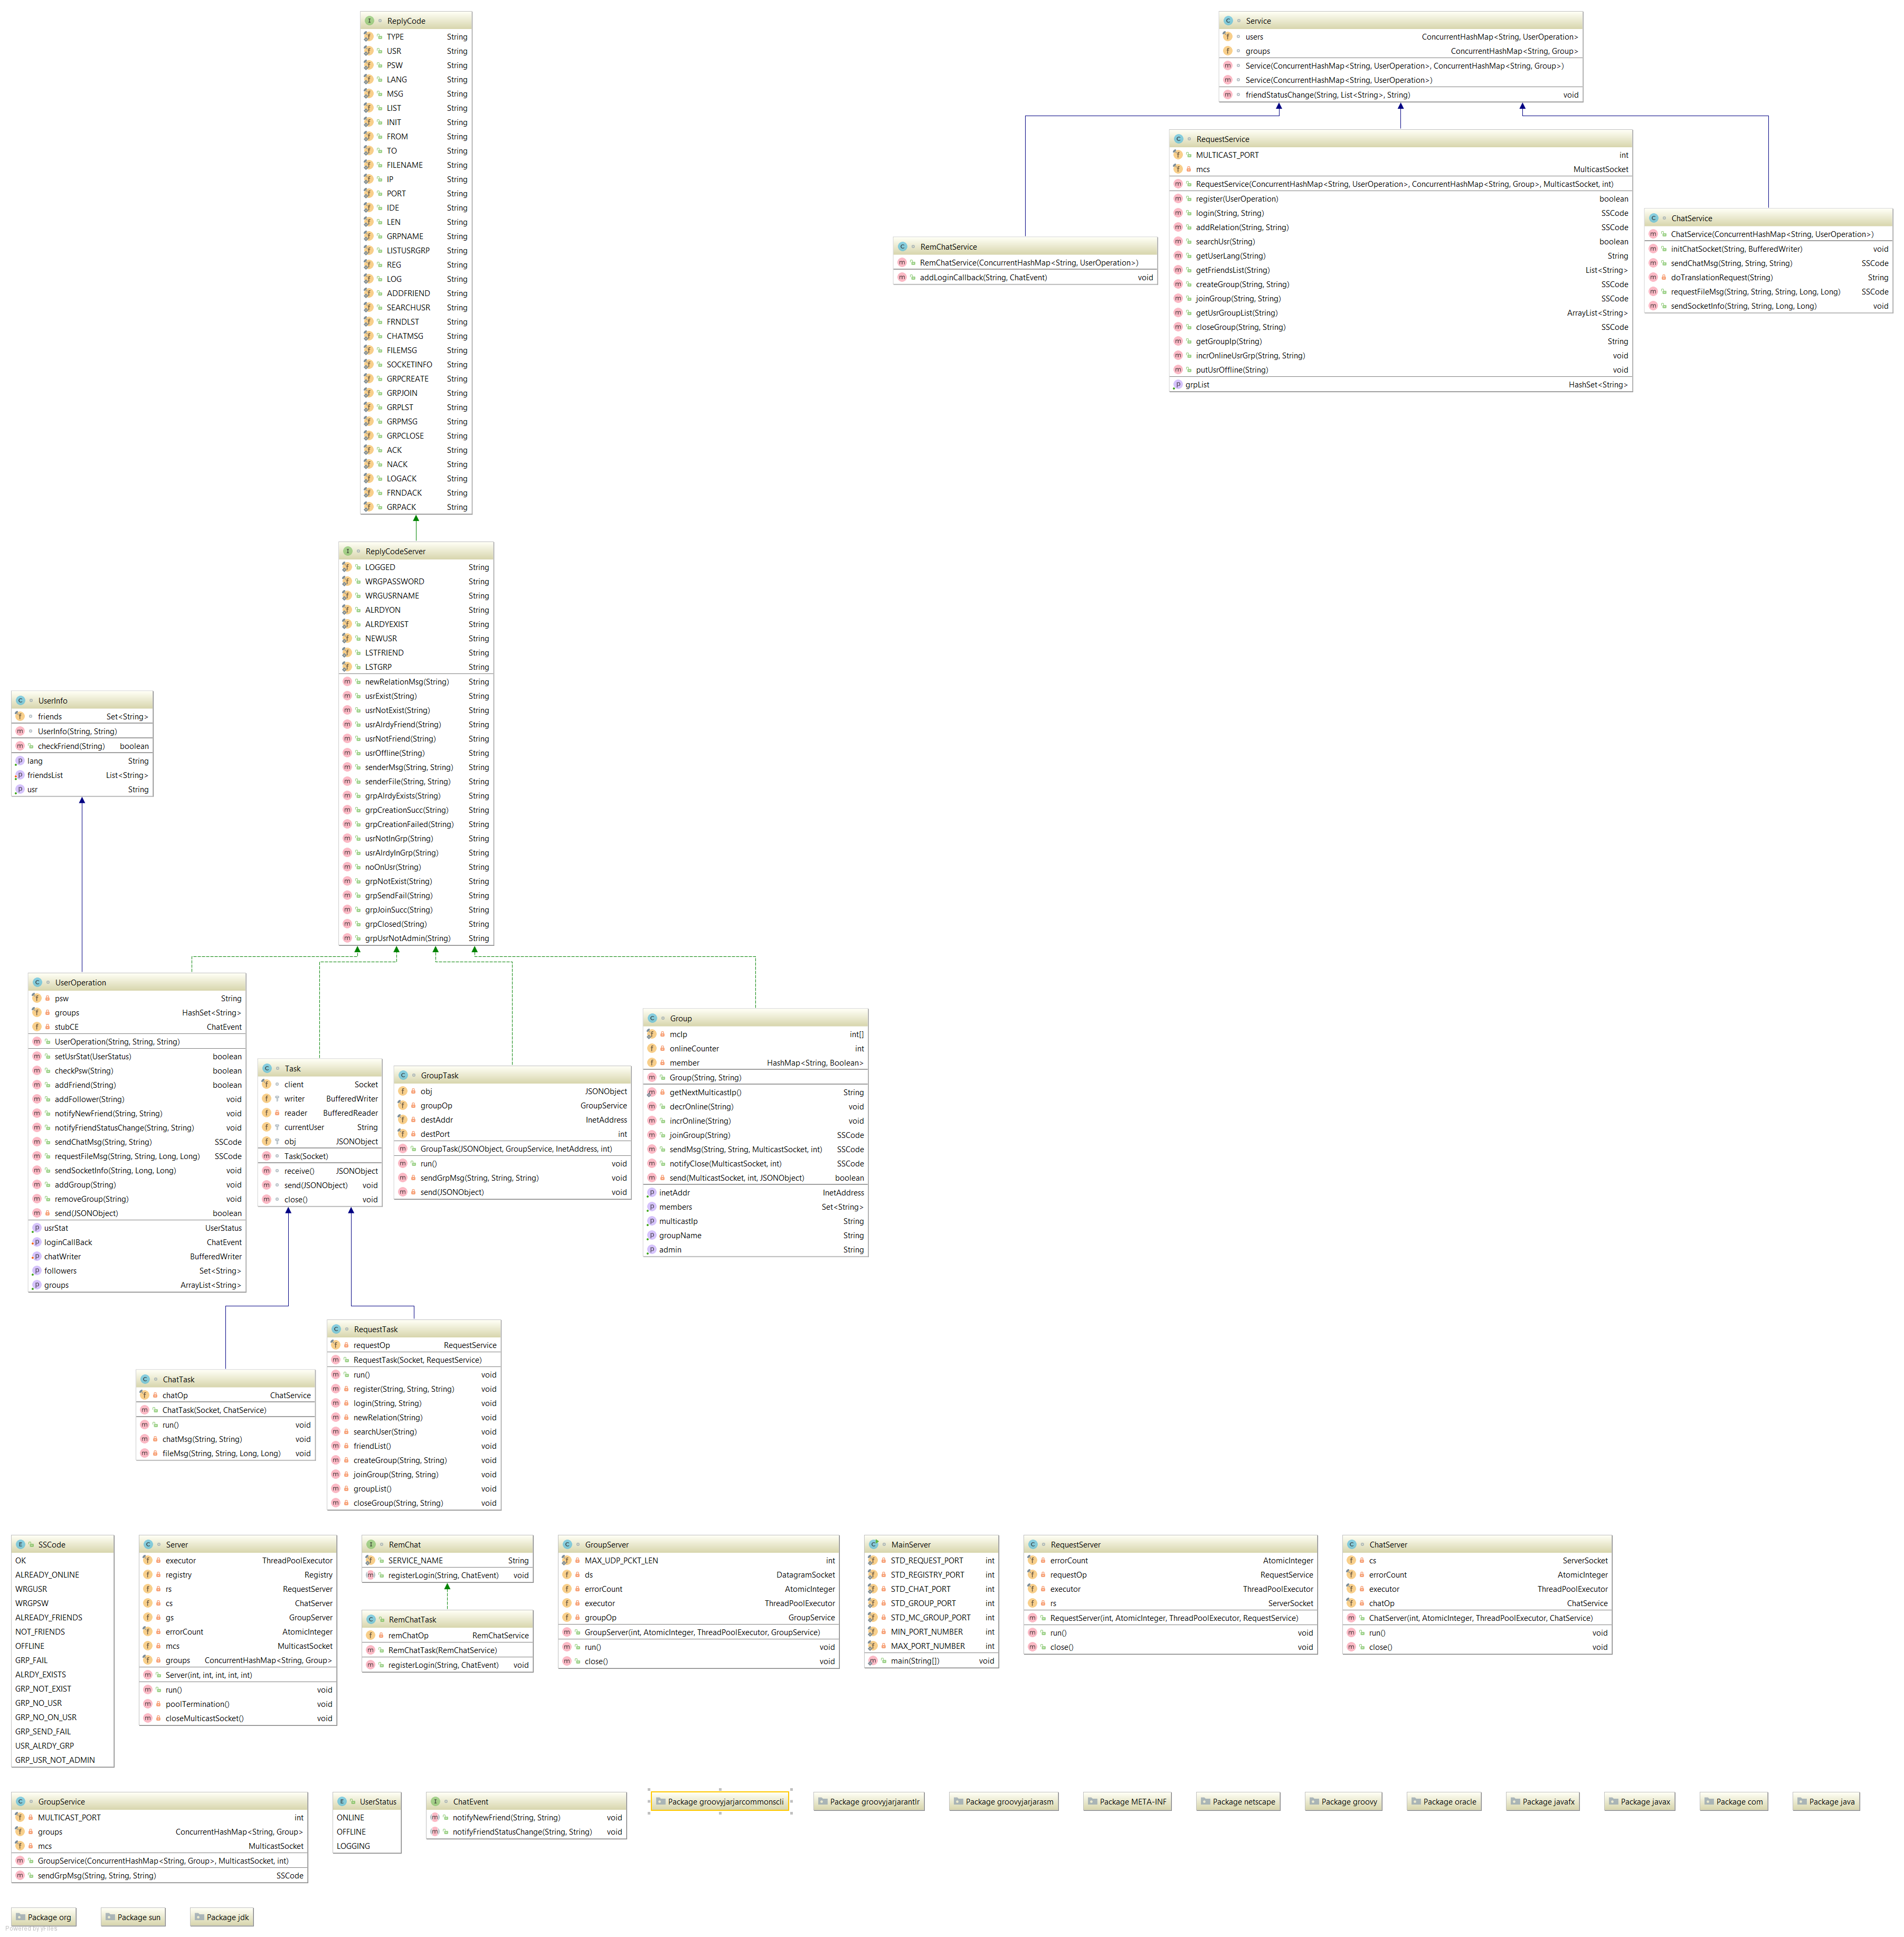 ReplyCode
TYPE String
USR String
PSW String
LANG String
MSG String
LIST String
INIT String
FROM String
TO String
FILENAME String
IP String
PORT String
IDE String
LEN String
GRPNAME String
LISTUSRGRP String
REG String
LOG String
ADDFRIEND String
SEARCHUSR String
FRNDLST String
CHATMSG String
FILEMSG String
SOCKETINFO String
GRPCREATE String
GRPJOIN String
GRPLST String
GRPMSG String
GRPCLOSE String
ACK String
NACK String
LOGACK String
FRNDACK String
GRPACK String
Service
users ConcurrentHashMap<String, UserOperation>
groups ConcurrentHashMap<String, Group>
Service(ConcurrentHashMap<String, UserOperation>, ConcurrentHashMap<String, Group>)
Service(ConcurrentHashMap<String, UserOperation>)
friendStatusChange(String, List<String>, String) void
RequestService
MULTICAST_PORT int
mcs MulticastSocket
RequestService(ConcurrentHashMap<String, UserOperation>, ConcurrentHashMap<String, Group>, MulticastSocket, int)
register(UserOperation) boolean
login(String, String) SSCode
addRelation(String, String) SSCode
searchUsr(String) boolean
getUserLang(String) String
getFriendsList(String) List<String>
createGroup(String, String) SSCode
joinGroup(String, String) SSCode
getUsrGroupList(String) ArrayList<String>
closeGroup(String, String) SSCode
getGroupIp(String) String
incrOnlineUsrGrp(String, String) void
putUsrOffline(String) void
grpList HashSet<String>
RemChatService
RemChatService(ConcurrentHashMap<String, UserOperation>)
addLoginCallback(String, ChatEvent) void
ChatService
ChatService(ConcurrentHashMap<String, UserOperation>)
initChatSocket(String, BufferedWriter) void
sendChatMsg(String, String, String) SSCode
doTranslationRequest(String) String
requestFileMsg(String, String, String, Long, Long) SSCode
sendSocketInfo(String, String, Long, Long) void
ReplyCodeServer
LOGGED String
WRGPASSWORD String
WRGUSRNAME String
ALRDYON String
ALRDYEXIST String
NEWUSR String
LSTFRIEND String
LSTGRP String
newRelationMsg(String) String
usrExist(String) String
usrNotExist(String) String
usrAlrdyFriend(String) String
usrNotFriend(String) String
usrOffline(String) String
senderMsg(String, String) String
senderFile(String, String) String
grpAlrdyExists(String) String
grpCreationSucc(String) String
grpCreationFailed(String) String
usrNotInGrp(String) String
usrAlrdyInGrp(String) String
noOnUsr(String) String
grpNotExist(String) String
grpSendFail(String) String
grpJoinSucc(String) String
grpClosed(String) String
grpUsrNotAdmin(String) String
UserInfo
friends Set<String>
UserInfo(String, String)
checkFriend(String) boolean
lang String
friendsList List<String>
usr String
UserOperation
psw String
groups HashSet<String>
stubCE ChatEvent
UserOperation(String, String, String)
setUsrStat(UserStatus) boolean
checkPsw(String) boolean
addFriend(String) boolean
addFollower(String) void
notifyNewFriend(String, String) void
notifyFriendStatusChange(String, String) void
sendChatMsg(String, String) SSCode
requestFileMsg(String, String, Long, Long) SSCode
sendSocketInfo(String, Long, Long) void
addGroup(String) void
removeGroup(String) void
send(JSONObject) boolean
usrStat UserStatus
loginCallBack ChatEvent
chatWriter BufferedWriter
followers Set<String>
groups ArrayList<String>
Task
client Socket
writer BufferedWriter
reader BufferedReader
currentUser String
obj JSONObject
Task(Socket)
receive() JSONObject
send(JSONObject) void
close() void
GroupTask
obj JSONObject
groupOp GroupService
destAddr InetAddress
destPort int
GroupTask(JSONObject, GroupService, InetAddress, int)
run() void
sendGrpMsg(String, String, String) void
send(JSONObject) void
Group
mcIp int[]
onlineCounter int
member HashMap<String, Boolean>
Group(String, String)
getNextMulticastIp() String
decrOnline(String) void
incrOnline(String) void
joinGroup(String) SSCode
sendMsg(String, String, MulticastSocket, int) SSCode
notifyClose(MulticastSocket, int) SSCode
send(MulticastSocket, int, JSONObject) boolean
inetAddr InetAddress
members Set<String>
multicastIp String
groupName String
admin String
ChatTask
chatOp ChatService
ChatTask(Socket, ChatService)
run() void
chatMsg(String, String) void
fileMsg(String, String, Long, Long) void
RequestTask
requestOp RequestService
RequestTask(Socket, RequestService)
run() void
register(String, String, String) void
login(String, String) void
newRelation(String) void
searchUser(String) void
friendList() void
createGroup(String, String) void
joinGroup(String, String) void
groupList() void
closeGroup(String, String) void
SSCode
OK
ALREADY_ONLINE
WRGUSR
WRGPSW
ALREADY_FRIENDS
NOT_FRIENDS
OFFLINE
GRP_FAIL
ALRDY_EXISTS
GRP_NOT_EXIST
GRP_NO_USR
GRP_NO_ON_USR
GRP_SEND_FAIL
USR_ALRDY_GRP
GRP_USR_NOT_ADMIN
Server
executor ThreadPoolExecutor
registry Registry
rs RequestServer
cs ChatServer
gs GroupServer
errorCount AtomicInteger
mcs MulticastSocket
groups ConcurrentHashMap<String, Group>
Server(int, int, int, int, int)
run() void
poolTermination() void
closeMulticastSocket() void
RemChat
SERVICE_NAME String
registerLogin(String, ChatEvent) void
RemChatTask
remChatOp RemChatService
RemChatTask(RemChatService)
registerLogin(String, ChatEvent) void
GroupServer
MAX_UDP_PCKT_LEN int
ds DatagramSocket
errorCount AtomicInteger
executor ThreadPoolExecutor
groupOp GroupService
GroupServer(int, AtomicInteger, ThreadPoolExecutor, GroupService)
run() void
close() void
MainServer
STD_REQUEST_PORT int
STD_REGISTRY_PORT int
STD_CHAT_PORT int
STD_GROUP_PORT int
STD_MC_GROUP_PORT int
MIN_PORT_NUMBER int
MAX_PORT_NUMBER int
main(String[]) void
RequestServer
errorCount AtomicInteger
requestOp RequestService
executor ThreadPoolExecutor
rs ServerSocket
RequestServer(int, AtomicInteger, ThreadPoolExecutor, RequestService)
run() void
close() void
ChatServer
cs ServerSocket
errorCount AtomicInteger
executor ThreadPoolExecutor
chatOp ChatService
ChatServer(int, AtomicInteger, ThreadPoolExecutor, ChatService)
run() void
close() void
GroupService
MULTICAST_PORT int
groups ConcurrentHashMap<String, Group>
mcs MulticastSocket
GroupService(ConcurrentHashMap<String, Group>, MulticastSocket, int)
sendGrpMsg(String, String, String) SSCode
UserStatus
ONLINE
OFFLINE
LOGGING
ChatEvent
notifyNewFriend(String, String) void
notifyFriendStatusChange(String, String) void
Package groovyjarjarcommonscli
Package groovyjarjarantlr
Package groovyjarjarasm
Package META-INF
Package netscape
Package groovy
Package oracle
Package javafx
Package javax
Package com
Package java
Package org
Package sun
Package jdk
Powered by yFiles